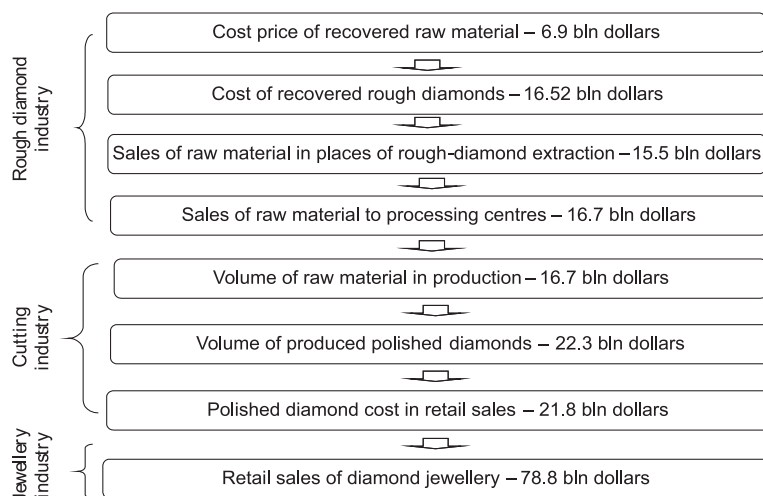 Rough diamond
industry
Cost price of recovered raw material – 6.9 bln dollars
Cost of recovered rough diamonds – 16.52 bln dollars
Sales of raw material in places of rough-diamond extraction – 15.5 bln dollars
Sales of raw material to processing centres – 16.7 bln dollars
Cutting
industry
Volume of raw material in production – 16.7 bln dollars
Volume of produced polished diamonds – 22.3 bln dollars
Polished diamond cost in retail sales – 21.8 bln dollars
Jewellery
industry
Retail sales of diamond jewellery – 78.8 bln dollars